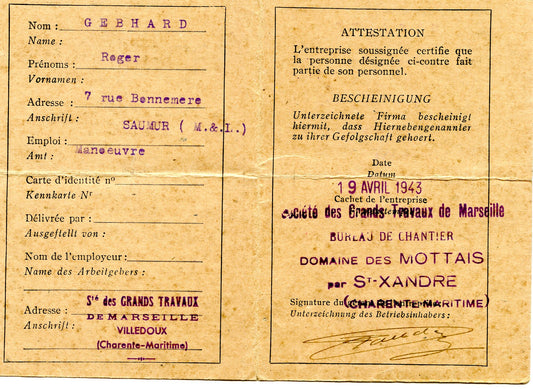 Nom : GEBHARD
Name :
Prénoms : Roger
Vornamen :
Adresse : 7 rue Bonnemere
Anschrift :
SAUMUR ( M.&L.)
Emploi :
Amt : Manoeuvre
Carte d'identité nº
Kennkarte Nr
Délivrée par :
Ausgeftellt von :
Nom de l'employeur:
Name des Arbeitgebers :
Sté des GRANDS TRAVAUX
Adresse :
DE MARSEILLE
Anschrift :
VILLEDOUX
(Charente-Maritime)
ATTESTATION
L'entreprise soussignée certifie que
la personne désignée ci-contre fait
partie de son personnel.
BESCHEINIGUNG
Unterzeichnete Firma bescheinigt
hiermit, dass Hiernebengenannter
zu ihrer Gefolgschaft gehoert.
Date
Datum
19 AVRIL 1943
Cachet de l'entreprise
Société des Grands Travaux de Marseille
BUREAU DE CHANTIER
DOMAINE DES MOTTAIS
par ST-XANDRE
Signature du
(CHARENTE-MARITIME)
Unterzeichnung des Betriebsinhabers :